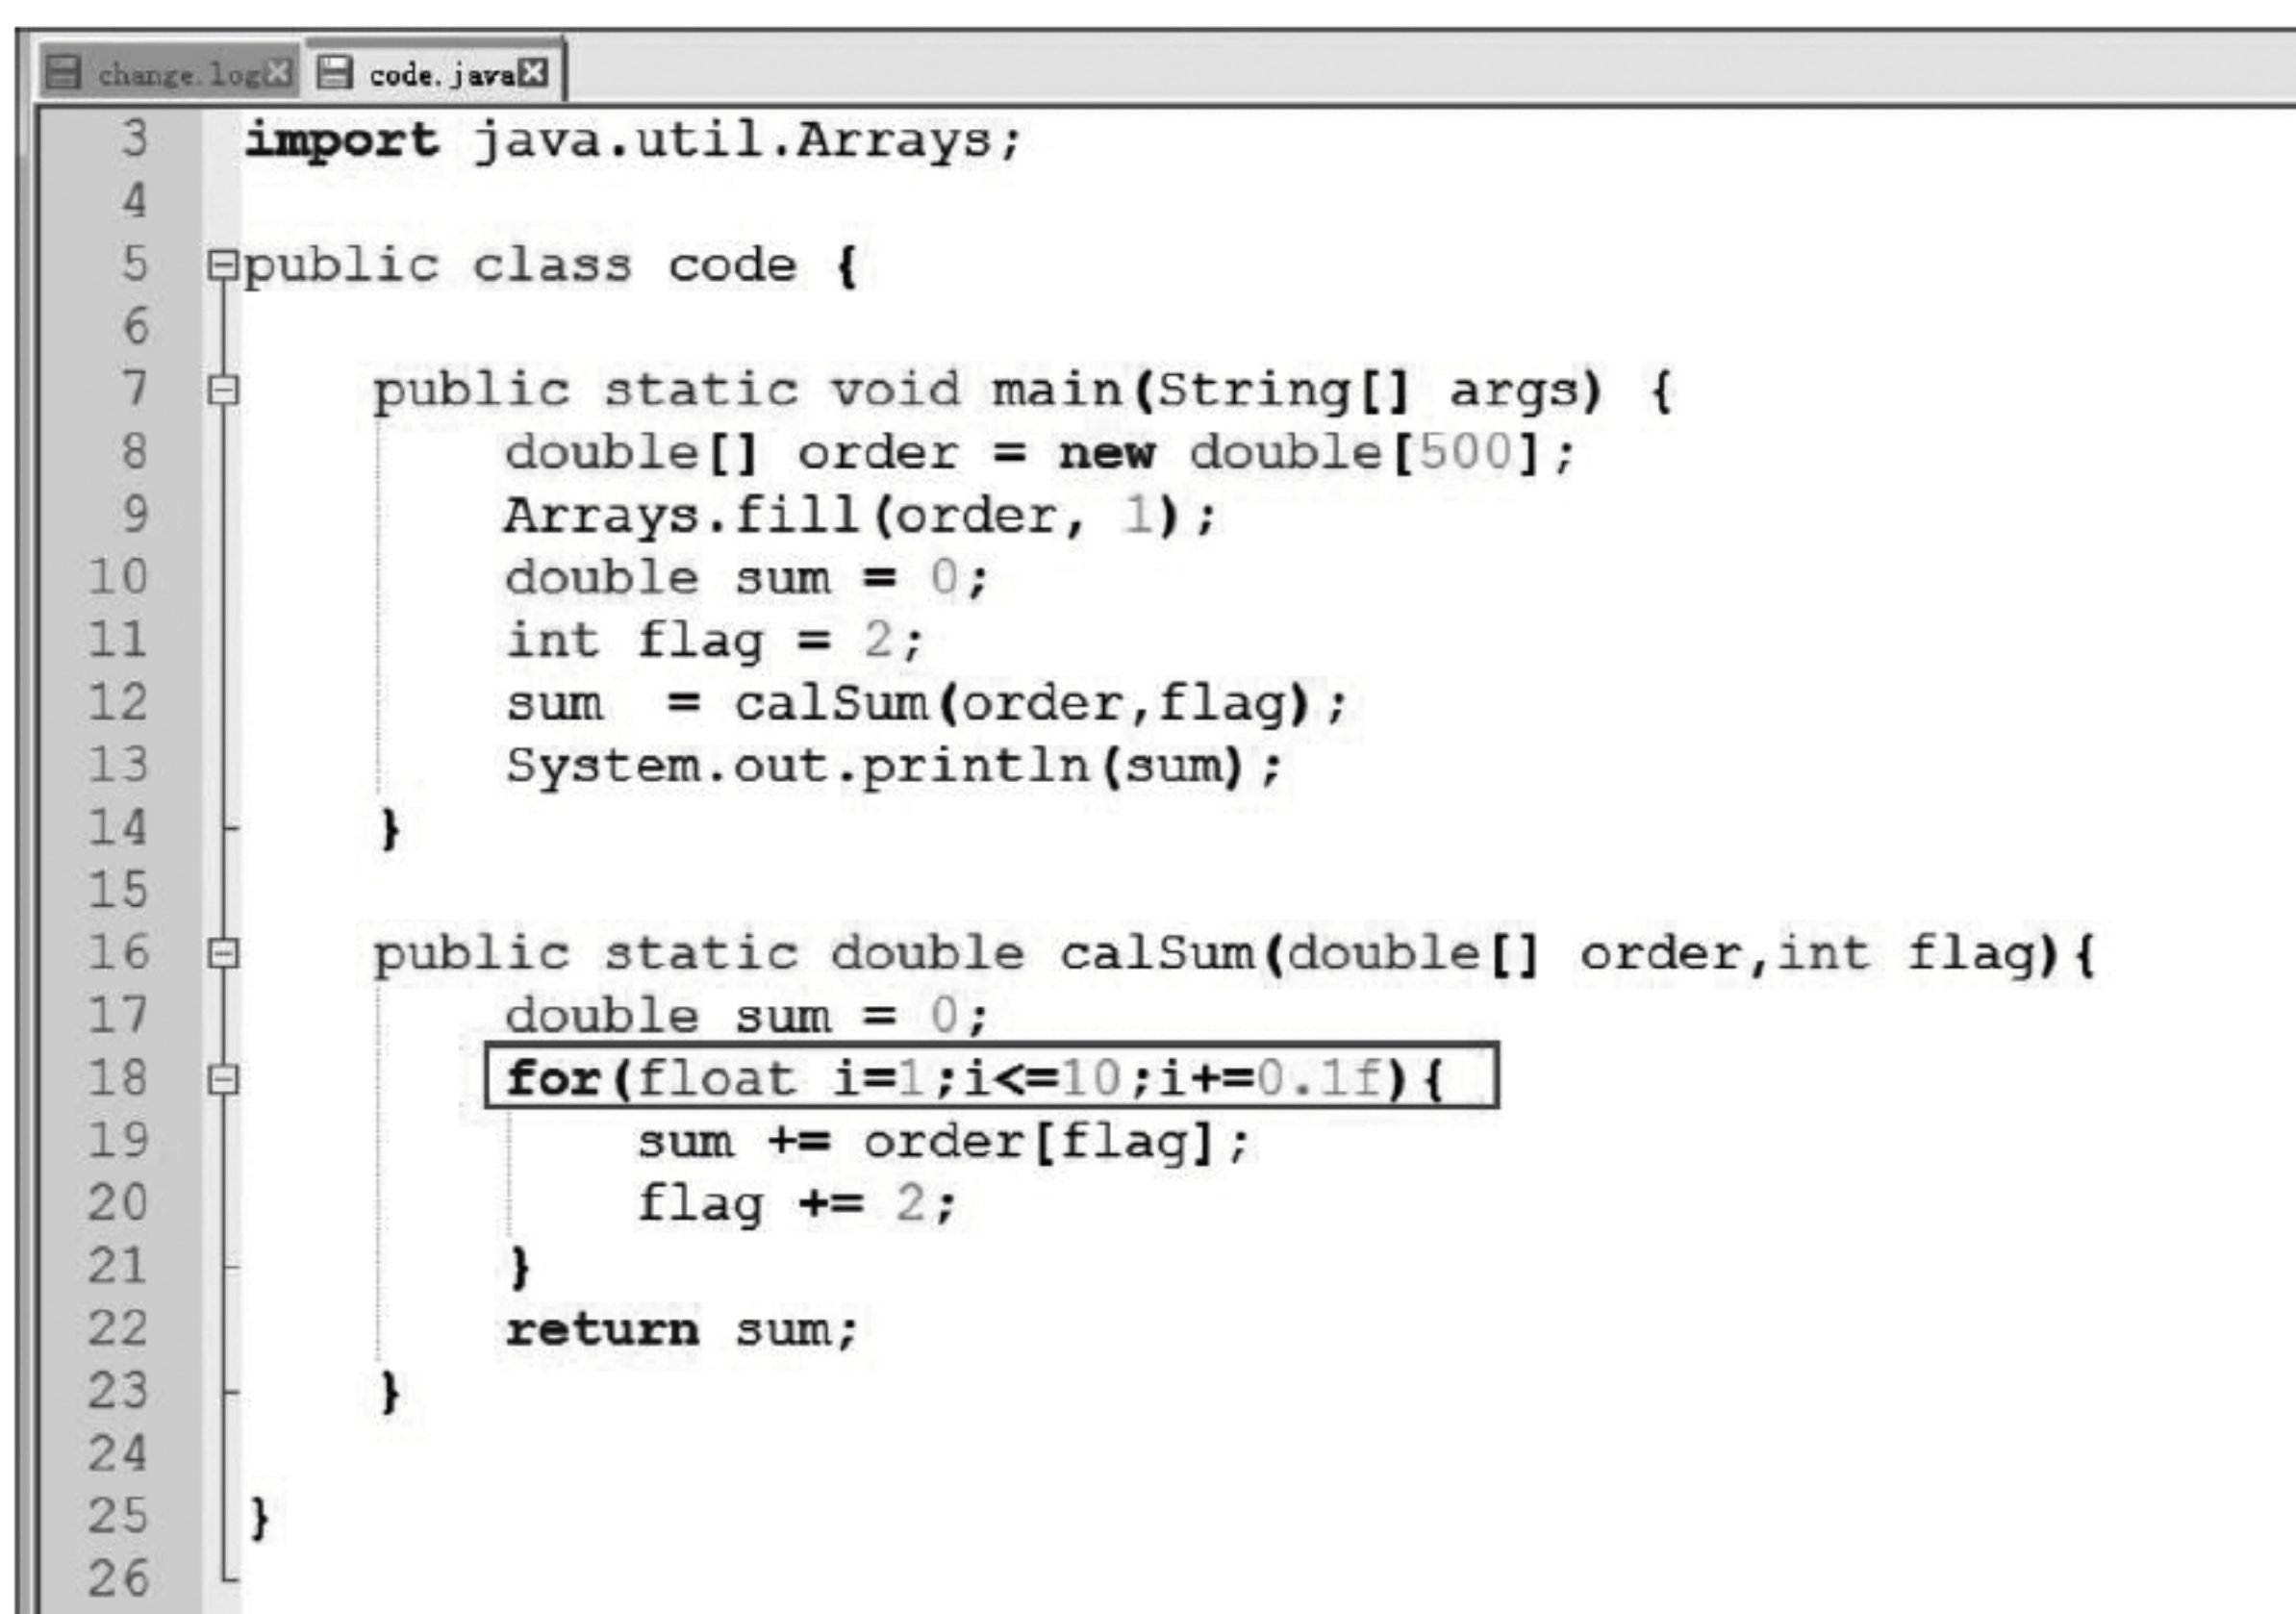 change.log code.java
3 import java.util.Arrays;
4
5 public class code {
6
7     public static void main(String[] args) {
8         double[] order = new double[500];
9         Arrays.fill(order, 1);
10         double sum = 0;
11         int flag = 2;
12         sum  = calSum(order,flag);
13         System.out.println(sum);
14     }
15
16     public static double calSum(double[] order,int flag){
17         double sum = 0;
18         for(float i=1;i<=10;i+=0.1f){
19             sum += order[flag];
20             flag += 2;
21         }
22         return sum;
23     }
24
25 }
26